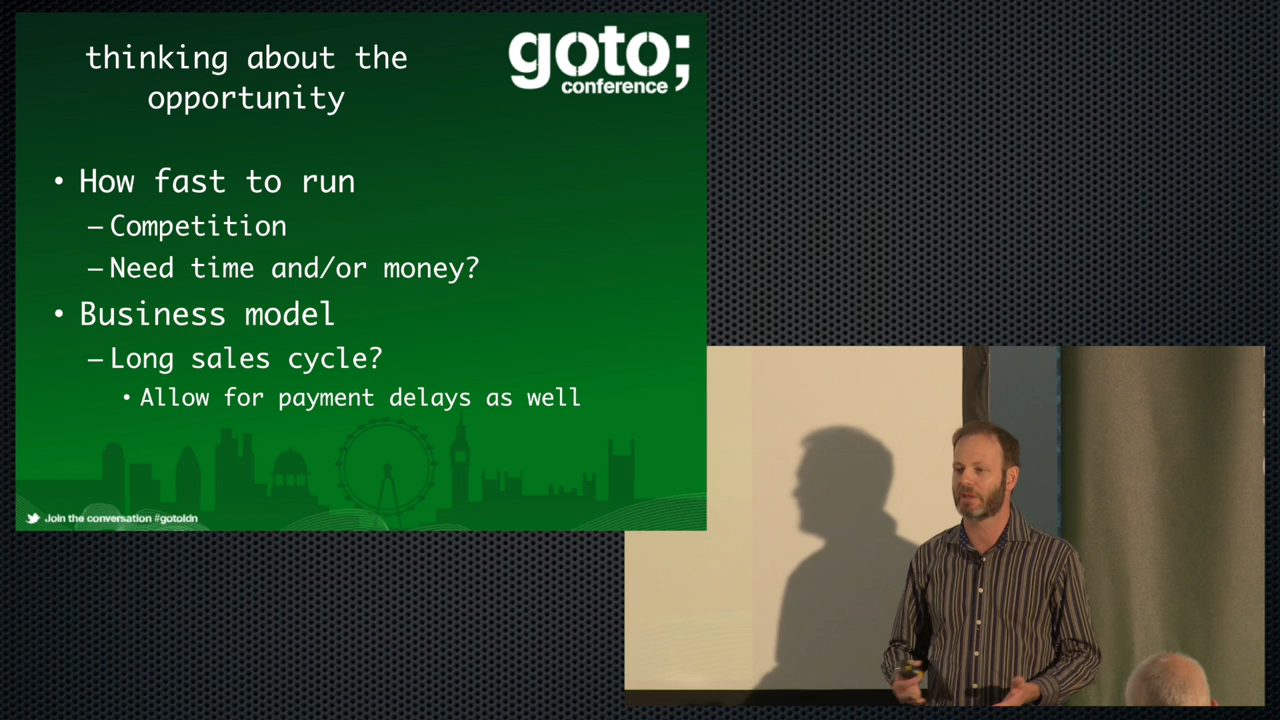 thinking about the
opportunity
goto;
conference
• How fast to run
– Competition
– Need time and/or money?
• Business model
– Long sales cycle?
• Allow for payment delays as well
Join the conversation #gotoldn